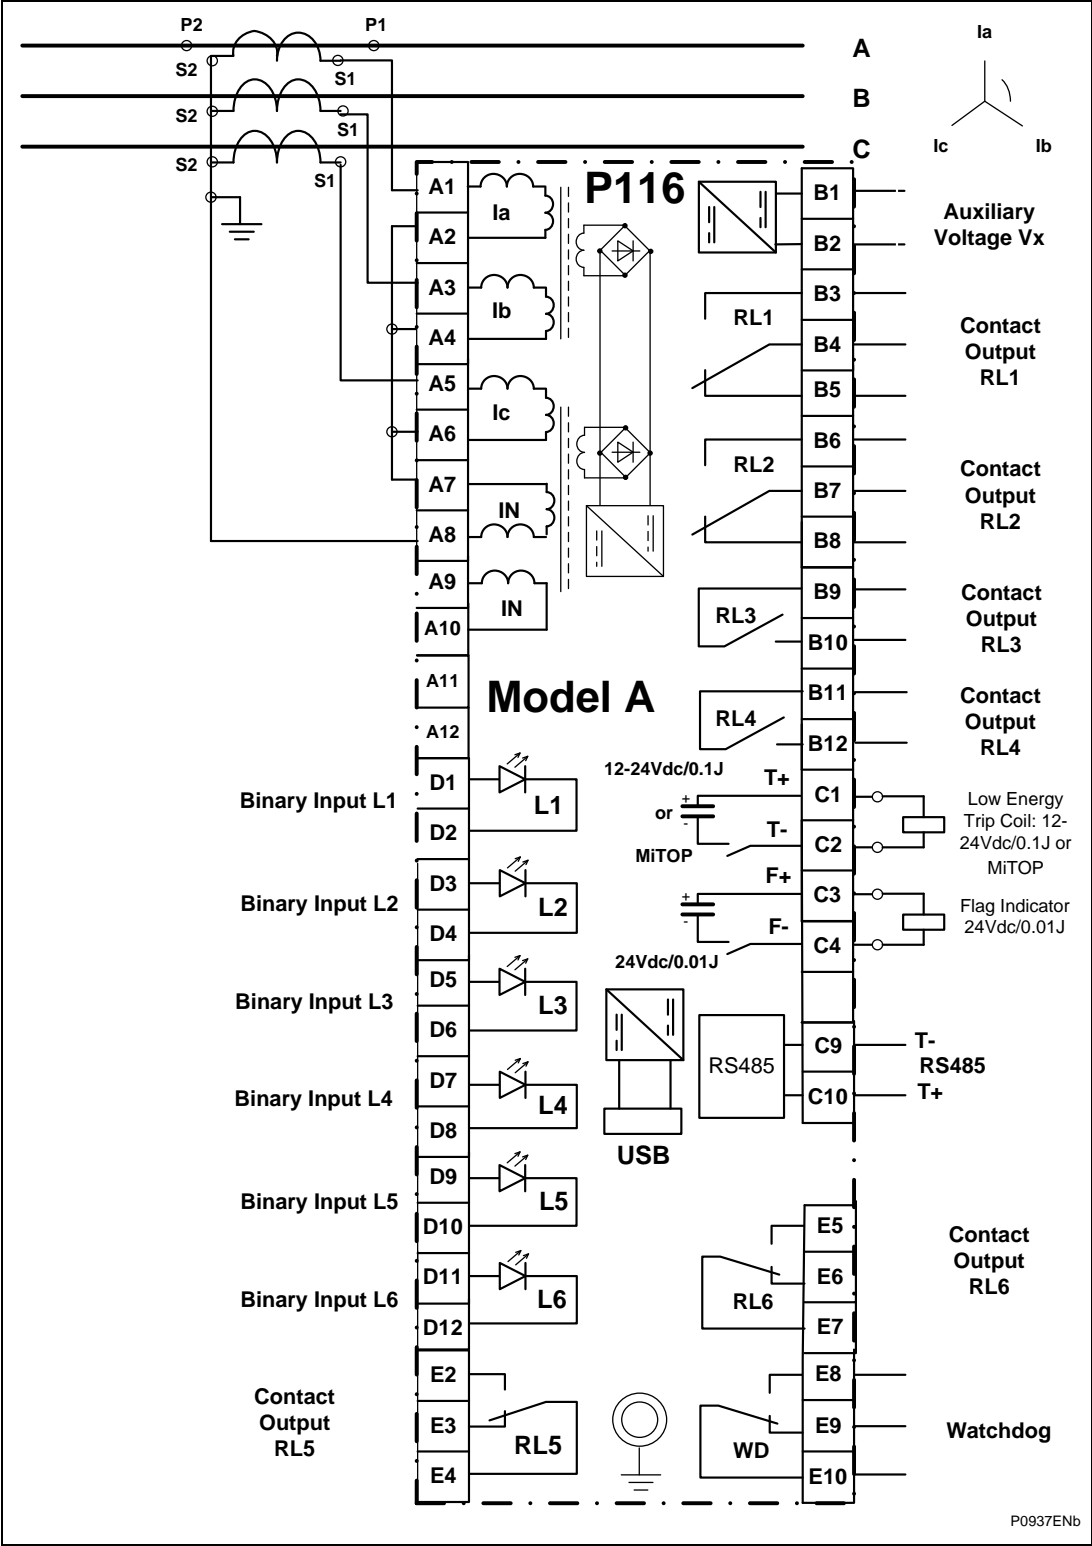 P2
P1
A
Ia
S2
S1
B
S2
S1
Ic
Ib
C
S2
S1
P116
A1
Ia
A2
A3
Ib
A4
A5
Ic
A6
A7
IN
A8
A9
IN
A10
A11
A12
Model A
B1
B2
Auxiliary
Voltage Vx
B3
RL1
B4
B5
Contact
Output
RL1
B6
RL2
B7
B8
Contact
Output
RL2
B9
RL3
B10
Contact
Output
RL3
B11
RL4
B12
Contact
Output
RL4
12-24Vdc/0.1J
T+
+
or
-
T-
MiTOP
C1
C2
Low Energy
Trip Coil: 12-
24Vdc/0.1J or
MiTOP
F+
+
-
F-
24Vdc/0.01J
C3
C4
Flag Indicator
24Vdc/0.01J
Binary Input L1
D1
L1
D2
Binary Input L2
D3
L2
D4
Binary Input L3
D5
L3
D6
Binary Input L4
D7
L4
D8
Binary Input L5
D9
L5
D10
Binary Input L6
D11
L6
D12
USB
RS485
C9
C10
T-
RS485
T+
E5
E6
RL6
E7
Contact
Output
RL6
Contact
Output
RL5
E2
E3
RL5
E4
E8
E9
WD
E10
Watchdog
P0937ENb